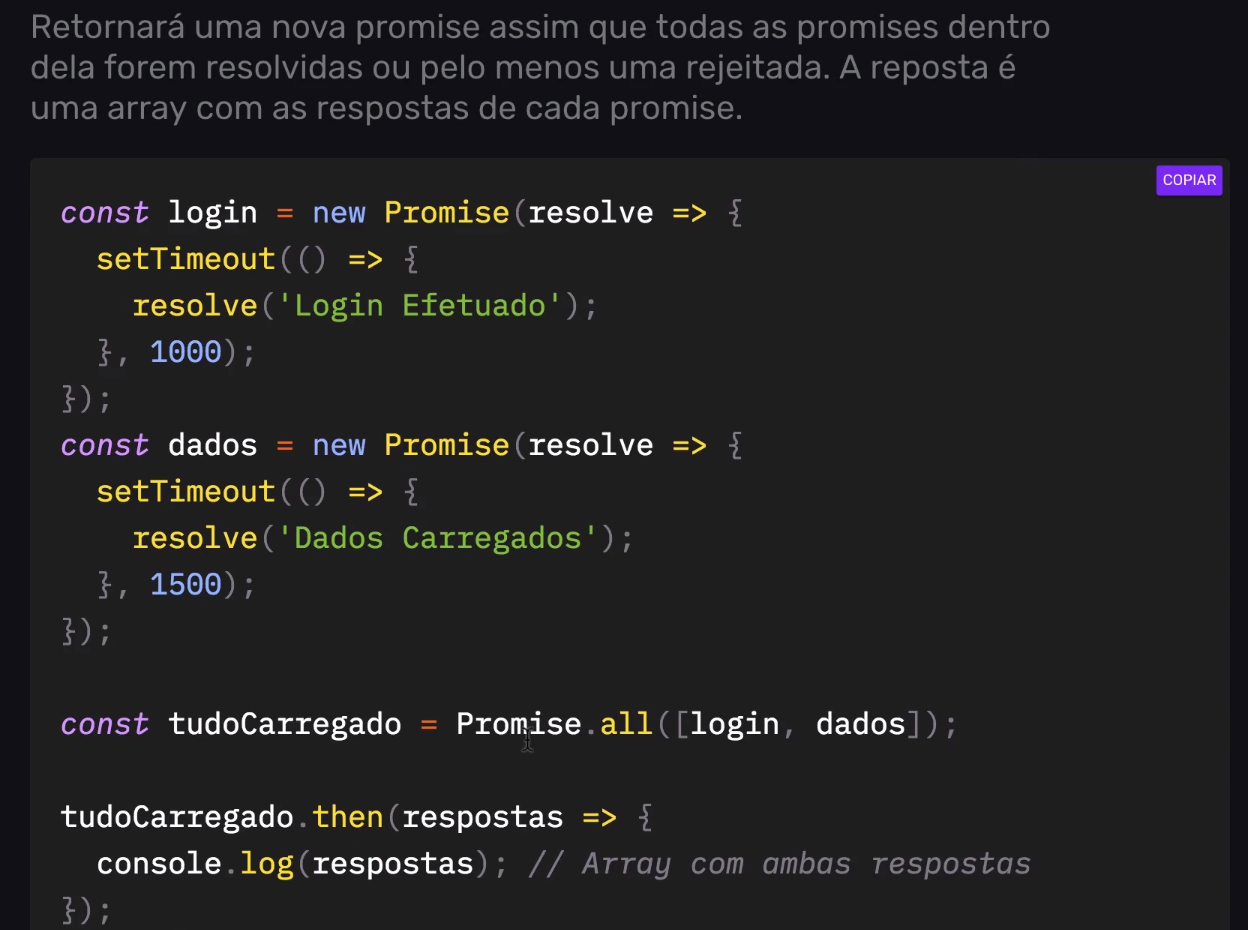 Retornará uma nova promise assim que todas as promises dentro
dela forem resolvidas ou pelo menos uma rejeitada. A reposta é
uma array com as respostas de cada promise.
COPIAR
const login = new Promise(resolve => {
  setTimeout(() => {
    resolve('Login Efetuado');
  }, 1000);
});
const dados = new Promise(resolve => {
  setTimeout(() => {
    resolve('Dados Carregados');
  }, 1500);
});
const tudoCarregado = Promise.all([login, dados]);
tudoCarregado.then(respostas => {
  console.log(respostas); // Array com ambas respostas
});